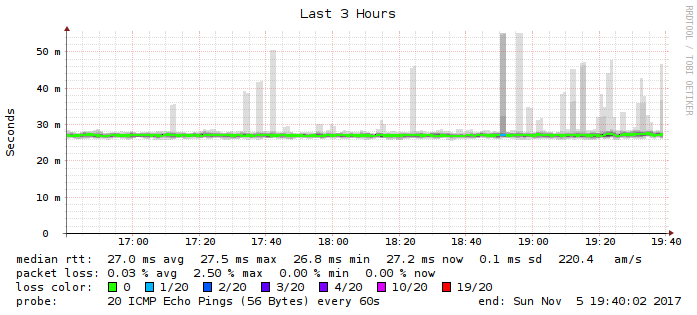 Last 3 Hours
RRDTOOL / TOBI OETIKER
Seconds
50 m
40 m
30 m
20 m
10 m
0
17:00 17:20 17:40 18:00 18:20 18:40 19:00 19:20 19:40
median rtt: 27.0 ms avg 27.5 ms max 26.8 ms min 27.2 ms now 0.1 ms sd 220.4 am/s
packet loss: 0.03 % avg 2.50 % max 0.00 % min 0.00 % now
loss color: 0 1/20 2/20 3/20 4/20 10/20 19/20
probe: 20 ICMP Echo Pings (56 Bytes) every 60s end: Sun Nov 5 19:40:02 2017